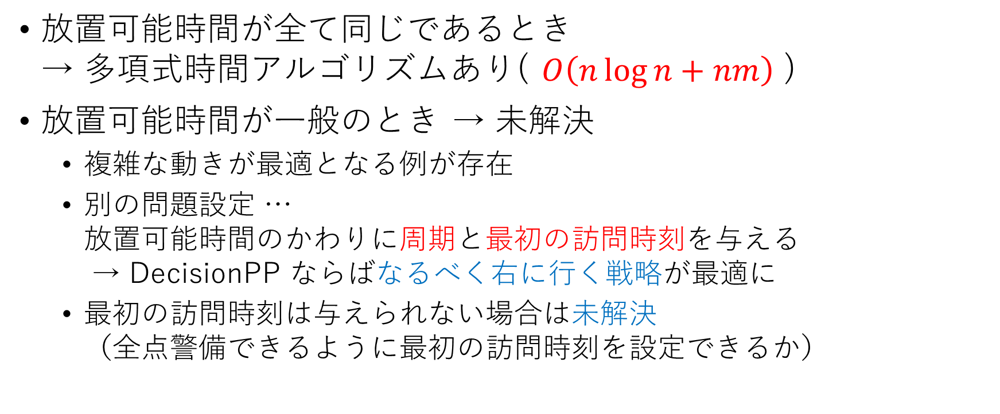 • 放置可能時間が全て同じであるとき
→ 多項式時間アルゴリズムあり( O(n log n + nm) )
• 放置可能時間が一般のとき → 未解決
• 複雑な動きが最適となる例が存在
• 別の問題設定 …
放置可能時間のかわりに周期と最初の訪問時刻を与える
→ DecisionPP ならばなるべく右に行く戦略が最適に
• 最初の訪問時刻は与えられない場合は未解決
（全点警備できるように最初の訪問時刻を設定できるか）